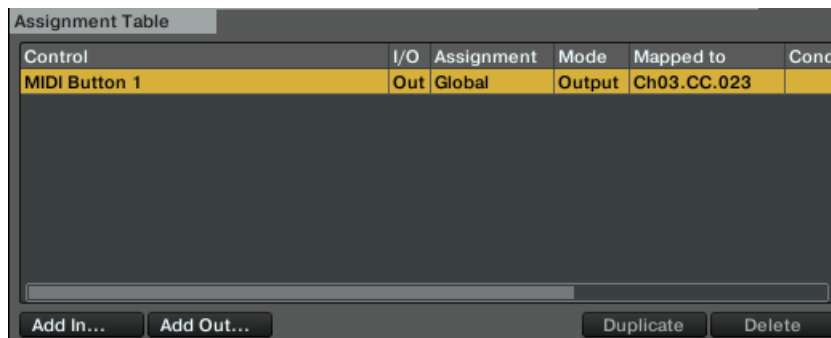 Assignment Table
Control I/O Assignment Mode Mapped to Cond
MIDI Button 1 Out Global Output Ch03.CC.023
Add In... Add Out... Duplicate Delete